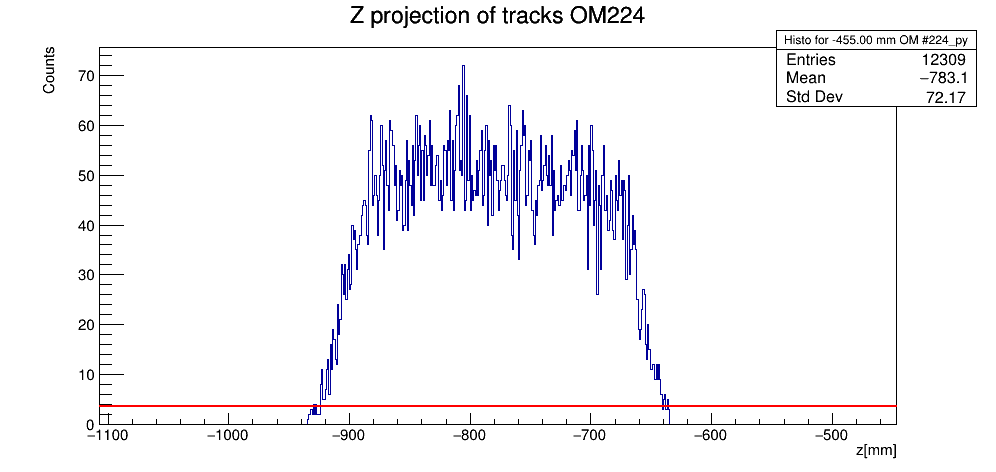 Z projection of tracks OM224
Histo for -455.00 mm OM #224_py
Entries 12309
Mean −783.1
Std Dev 72.17
Counts
70
60
50
40
30
20
10
0
−1100 −1000 −900 −800 −700 −600 −500
z[mm]